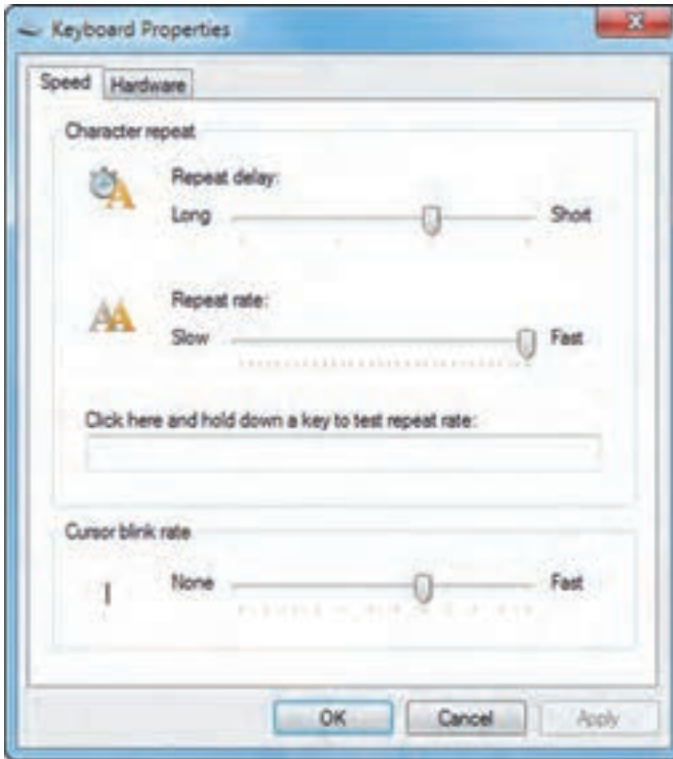 Keyboard Properties
Speed Hardware
Character repeat
Repeat delay:
Long Short
Repeat rate:
Slow Fast
Click here and hold down a key to test repeat rate:
Cursor blink rate
None Fast
OK Cancel Apply